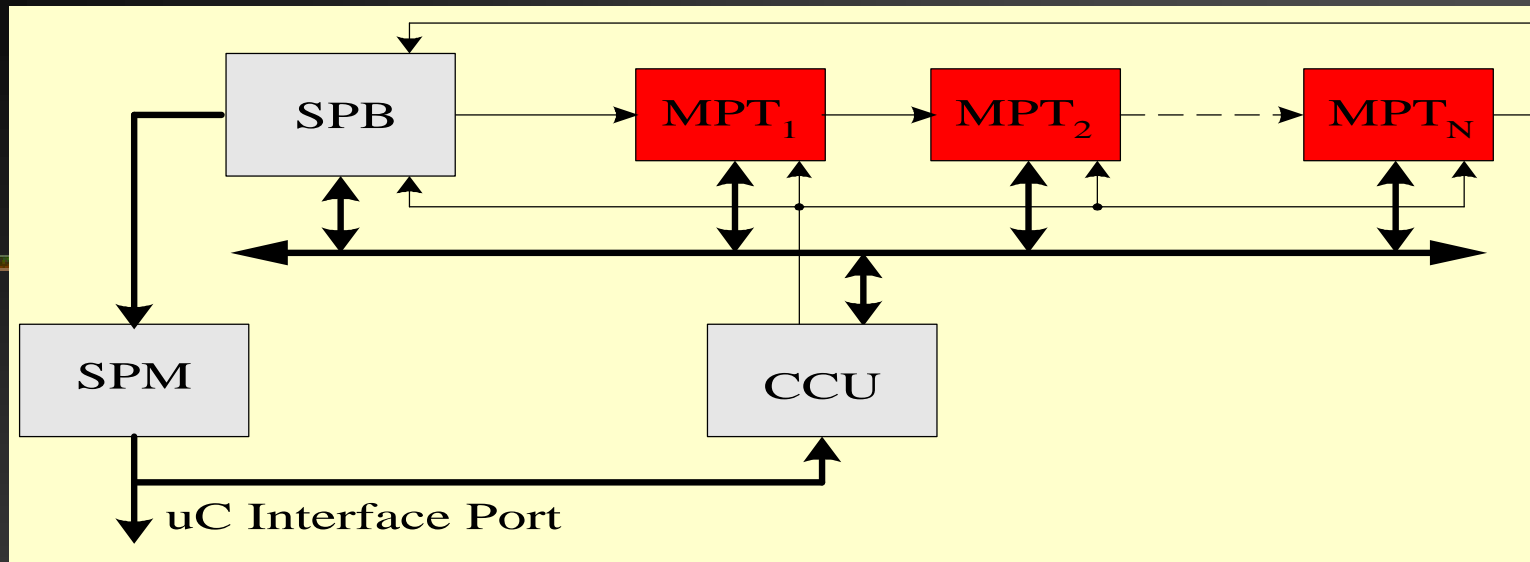 SPB
MPT1
MPT2
MPTN
SPM
CCU
uC Interface Port